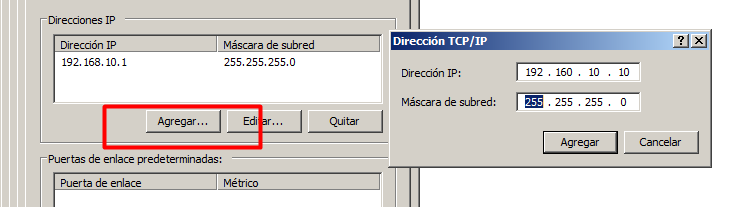 Direcciones IP
Dirección IP Máscara de subred
192.168.10.1 255.255.255.0
Agregar... Editar... Quitar
Puertas de enlace predeterminadas:
Puerta de enlace Métrico
Dirección TCP/IP
Dirección IP: 192 . 160 . 10 . 10
Máscara de subred: 255 . 255 . 255 . 0
Agregar Cancelar